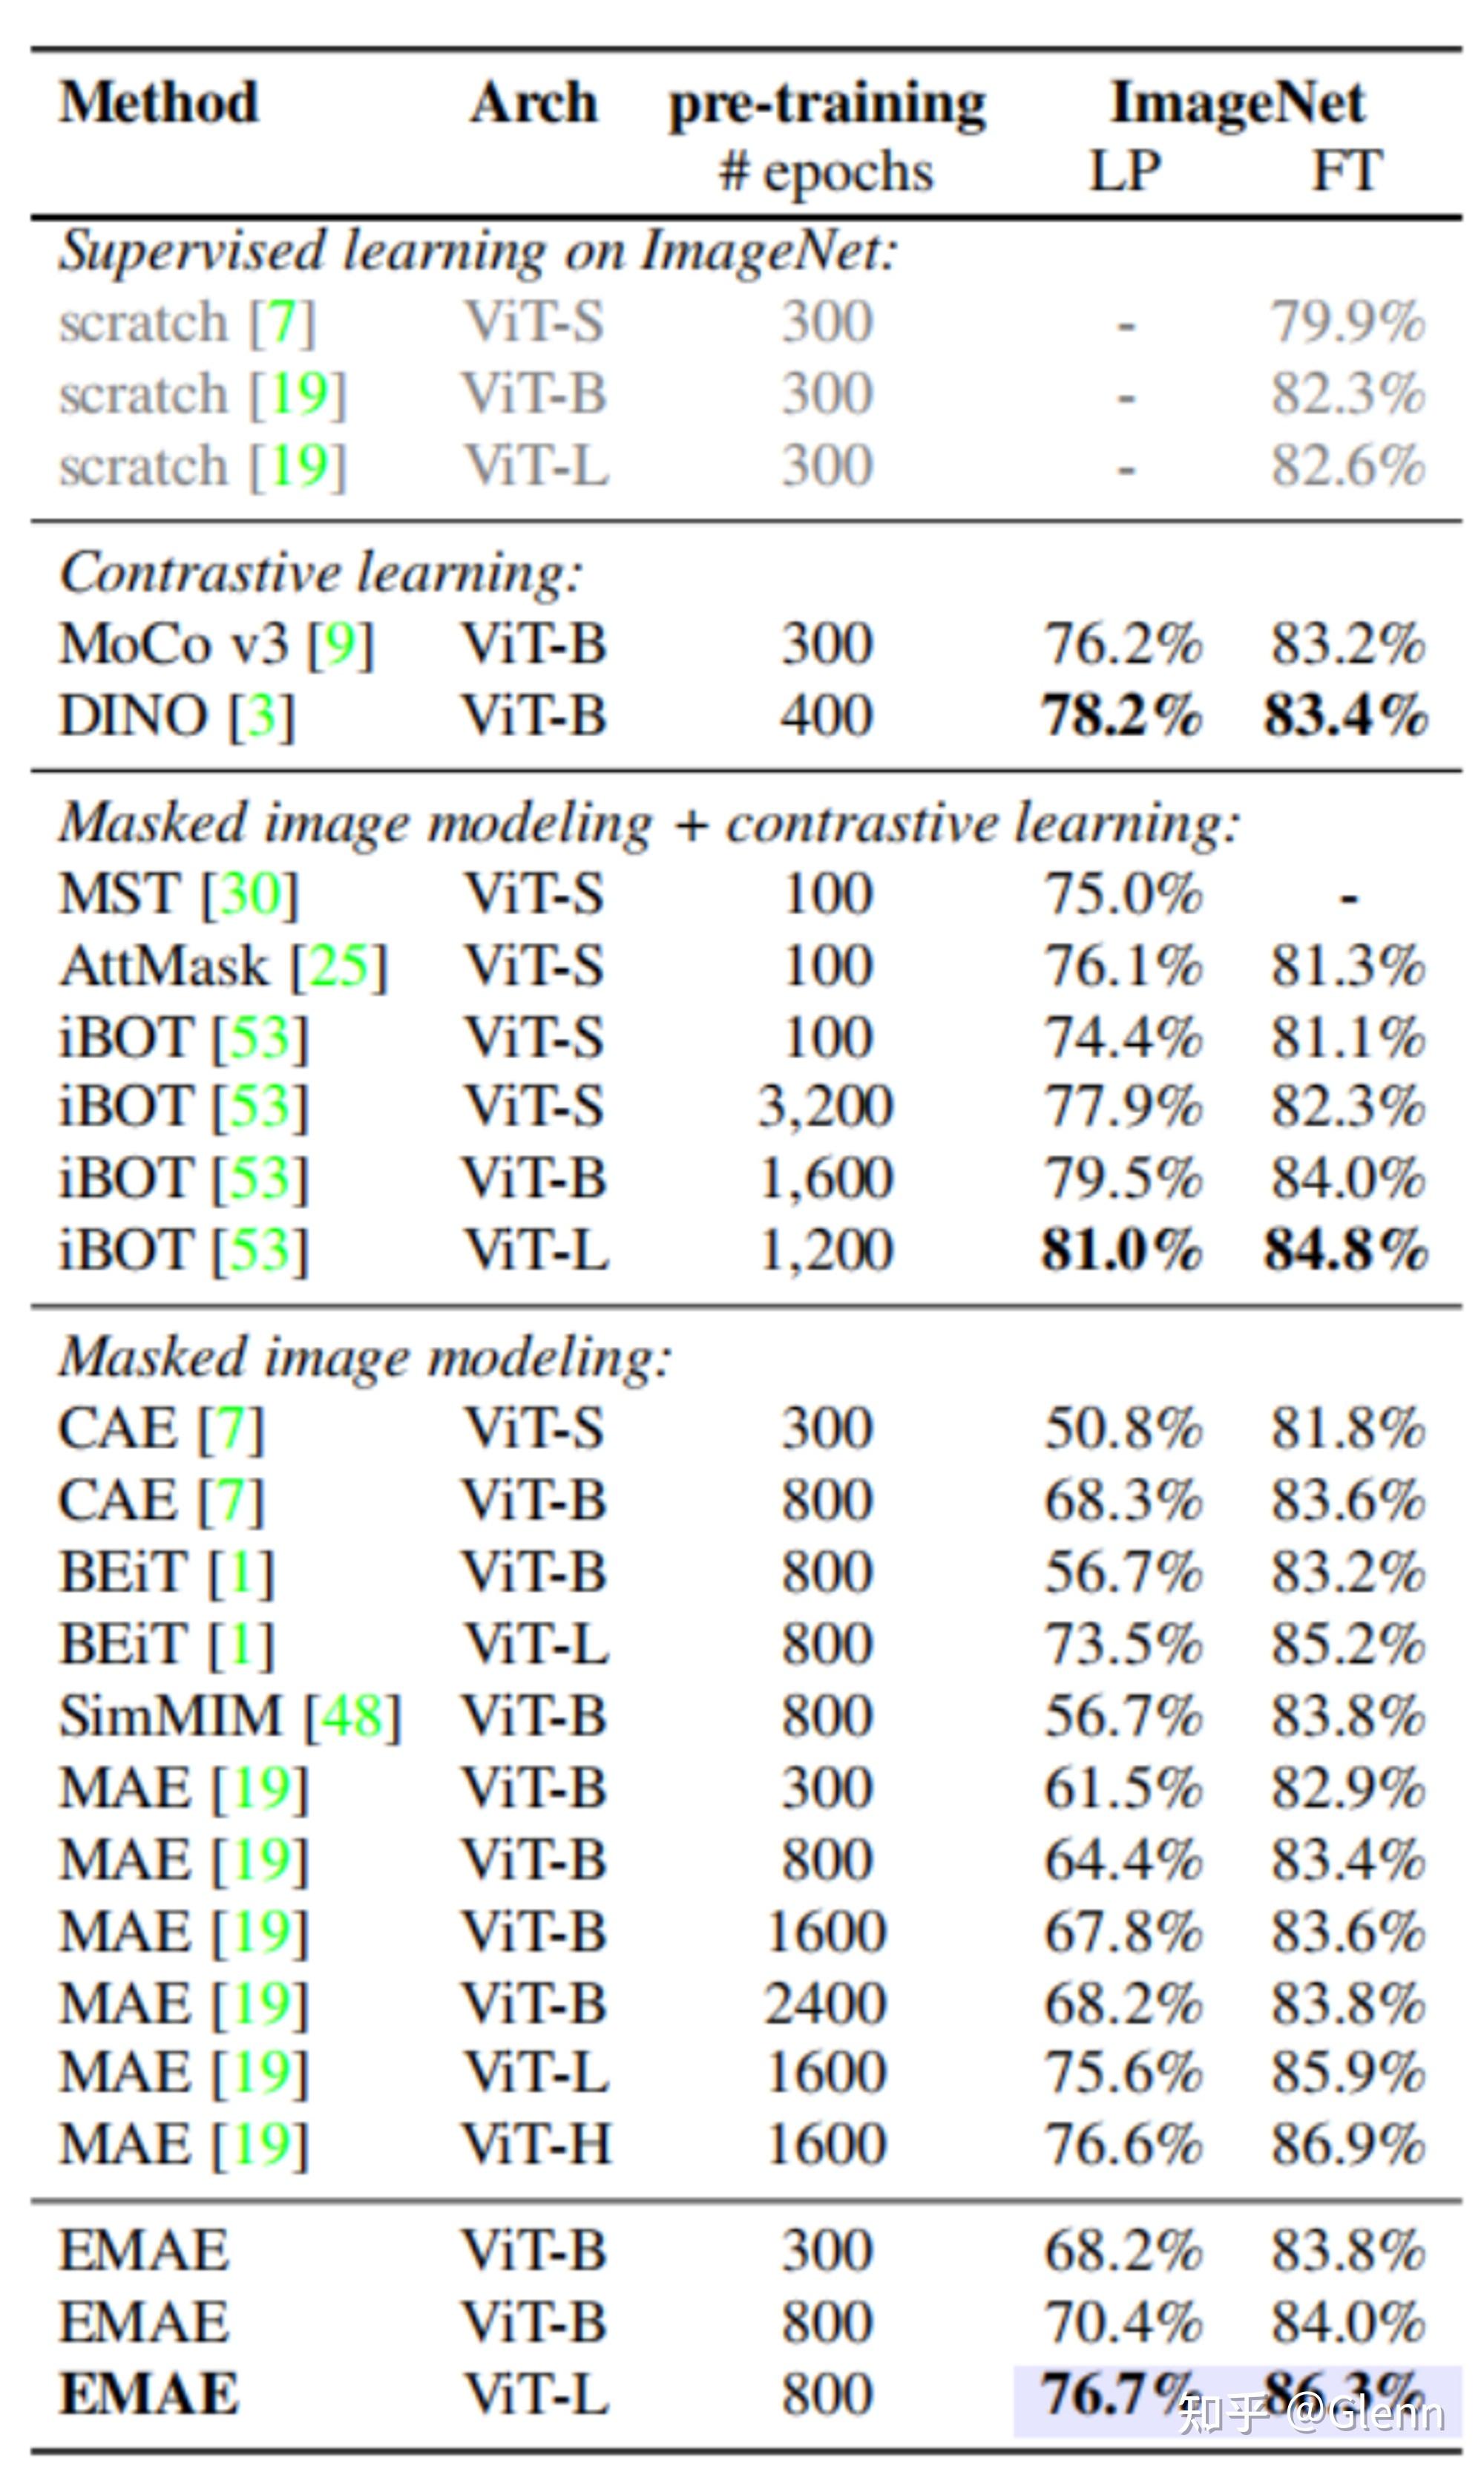 Method Arch pre-training ImageNet
# epochs LP FT
Supervised learning on ImageNet:
scratch [7] ViT-S 300 - 79.9%
scratch [19] ViT-B 300 - 82.3%
scratch [19] ViT-L 300 - 82.6%
Contrastive learning:
MoCo v3 [9] ViT-B 300 76.2% 83.2%
DINO [3] ViT-B 400 78.2% 83.4%
Masked image modeling + contrastive learning:
MST [30] ViT-S 100 75.0% -
AttMask [25] ViT-S 100 76.1% 81.3%
iBOT [53] ViT-S 100 74.4% 81.1%
iBOT [53] ViT-S 3,200 77.9% 82.3%
iBOT [53] ViT-B 1,600 79.5% 84.0%
iBOT [53] ViT-L 1,200 81.0% 84.8%
Masked image modeling:
CAE [7] ViT-S 300 50.8% 81.8%
CAE [7] ViT-B 800 68.3% 83.6%
BEiT [1] ViT-B 800 56.7% 83.2%
BEiT [1] ViT-L 800 73.5% 85.2%
SimMIM [48] ViT-B 800 56.7% 83.8%
MAE [19] ViT-B 300 61.5% 82.9%
MAE [19] ViT-B 800 64.4% 83.4%
MAE [19] ViT-B 1600 67.8% 83.6%
MAE [19] ViT-B 2400 68.2% 83.8%
MAE [19] ViT-L 1600 75.6% 85.9%
MAE [19] ViT-H 1600 76.6% 86.9%
EMAE ViT-B 300 68.2% 83.8%
EMAE ViT-B 800 70.4% 84.0%
EMAE ViT-L 800 76.7% 86.3%
知乎 @Glenn